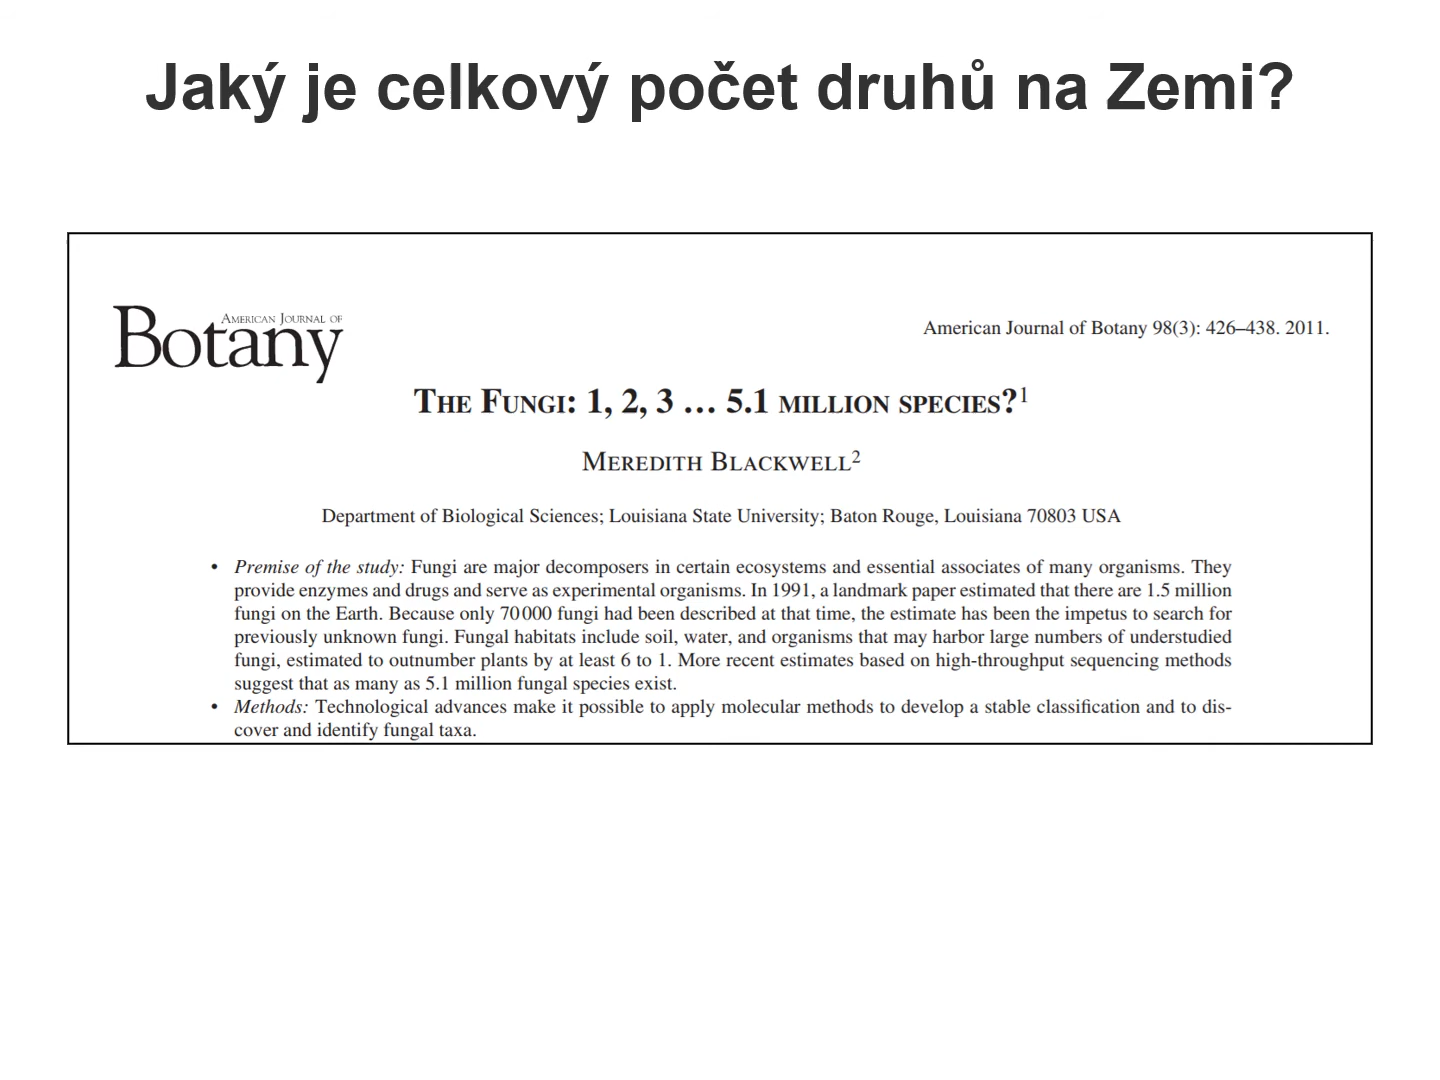 Jaký je celkový počet druhů na Zemi?
AMERICAN JOURNAL OF
Botany
American Journal of Botany 98(3): 426–438. 2011.
THE FUNGI: 1, 2, 3 … 5.1 MILLION SPECIES?1
MEREDITH BLACKWELL2
Department of Biological Sciences; Louisiana State University; Baton Rouge, Louisiana 70803 USA
• Premise of the study: Fungi are major decomposers in certain ecosystems and essential associates of many organisms. They
provide enzymes and drugs and serve as experimental organisms. In 1991, a landmark paper estimated that there are 1.5 million
fungi on the Earth. Because only 70 000 fungi had been described at that time, the estimate has been the impetus to search for
previously unknown fungi. Fungal habitats include soil, water, and organisms that may harbor large numbers of understudied
fungi, estimated to outnumber plants by at least 6 to 1. More recent estimates based on high-throughput sequencing methods
suggest that as many as 5.1 million fungal species exist.
• Methods: Technological advances make it possible to apply molecular methods to develop a stable classification and to dis-
cover and identify fungal taxa.